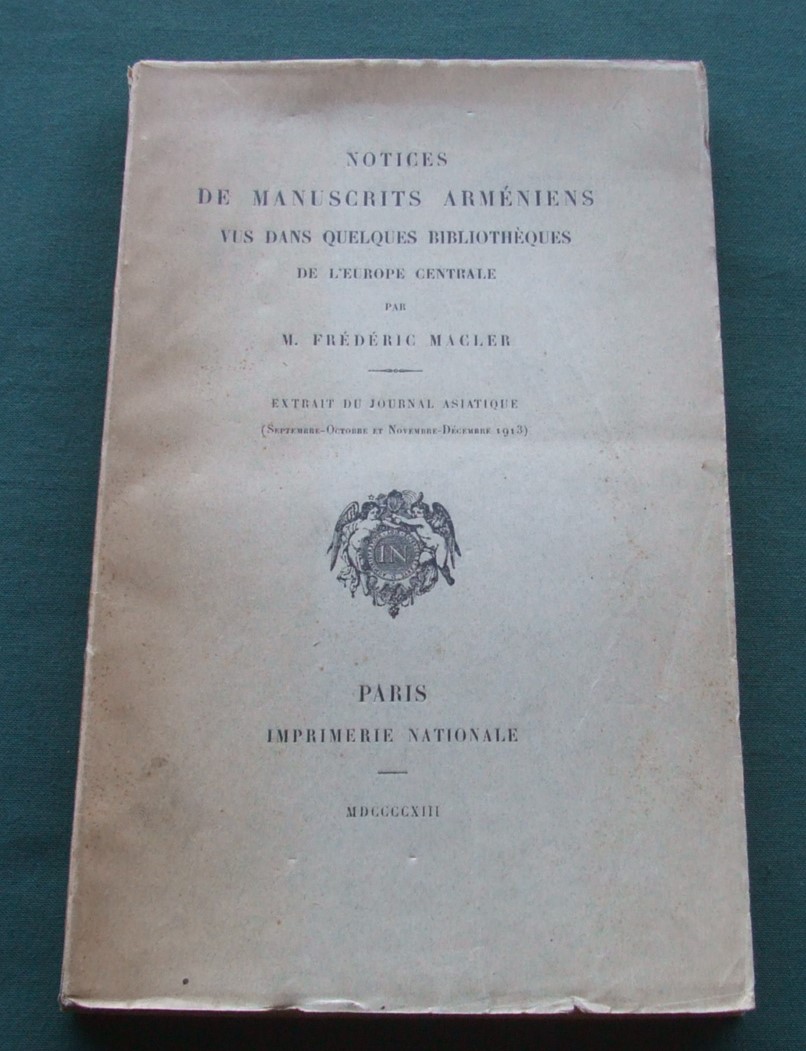 NOTICES
DE MANUSCRITS ARMÉNIENS
VUS DANS QUELQUES BIBLIOTHÈQUES
DE L'EUROPE CENTRALE
PAR
M. FRÉDÉRIC MACLER
EXTRAIT DU JOURNAL ASIATIQUE
(Septembre-Octobre et Novembre-Décembre 1913)
IN
PARIS
IMPRIMERIE NATIONALE
MDCCCCXIII